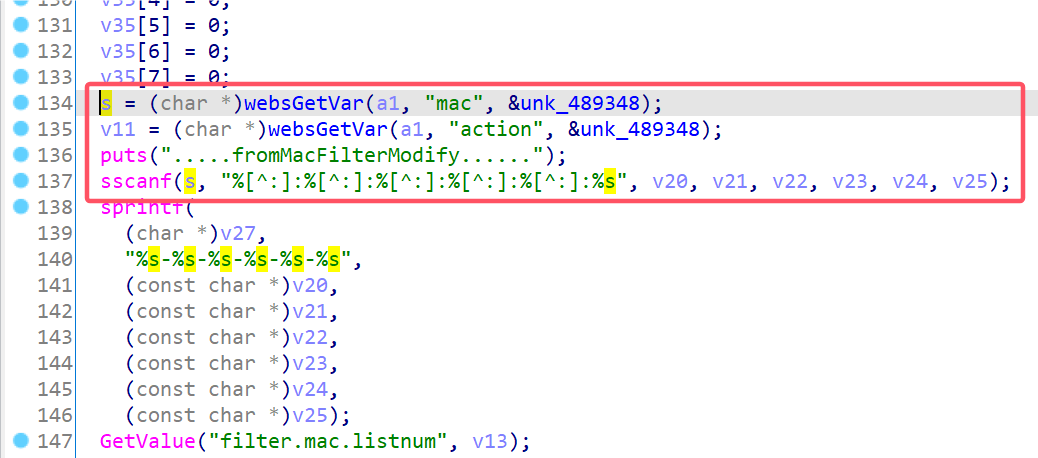 130 v35[4] = 0;
131 v35[5] = 0;
132 v35[6] = 0;
133 v35[7] = 0;
134 s = (char *)websGetVar(a1, "mac", &unk_489348);
135 v11 = (char *)websGetVar(a1, "action", &unk_489348);
136 puts(".....fromMacFilterModify......");
137 sscanf(s, "%[^:]:%[^:]:%[^:]:%[^:]:%[^:]:%s", v20, v21, v22, v23, v24, v25);
138 sprintf(
139 (char *)v27,
140 "%s-%s-%s-%s-%s-%s",
141 (const char *)v20,
142 (const char *)v21,
143 (const char *)v22,
144 (const char *)v23,
145 (const char *)v24,
146 (const char *)v25);
147 GetValue("filter.mac.listnum", v13);